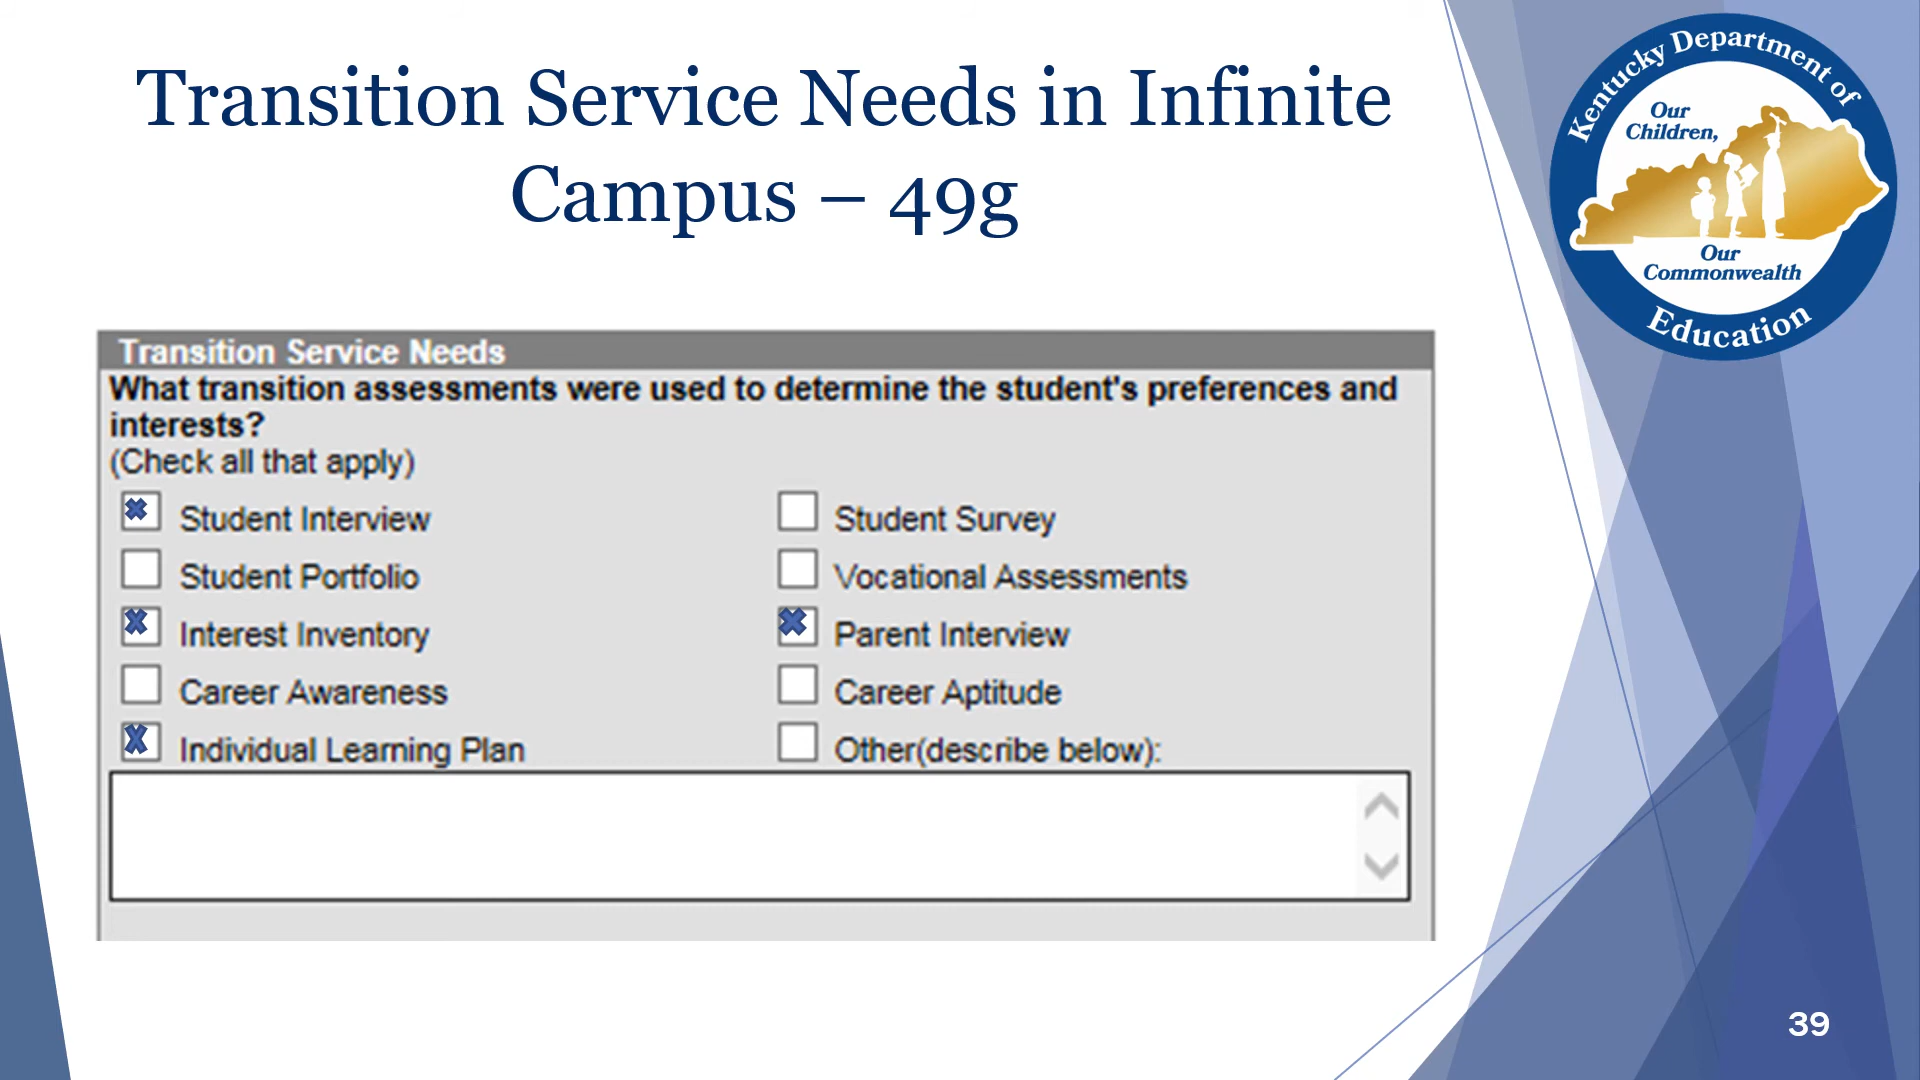 Transition Service Needs in Infinite
Campus – 49g
Kentucky Department of
Our
Children,
Our
Commonwealth
Education
Transition Service Needs
What transition assessments were used to determine the student's preferences and
interests?
(Check all that apply)
Student Interview
Student Survey
Student Portfolio
Vocational Assessments
Interest Inventory
Parent Interview
Career Awareness
Career Aptitude
Individual Learning Plan
Other(describe below):
39